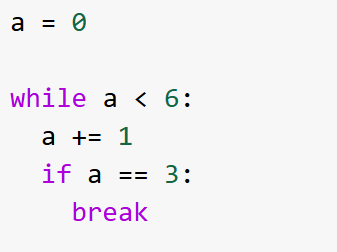 a = 0
while a < 6:
  a += 1
  if a == 3:
    break